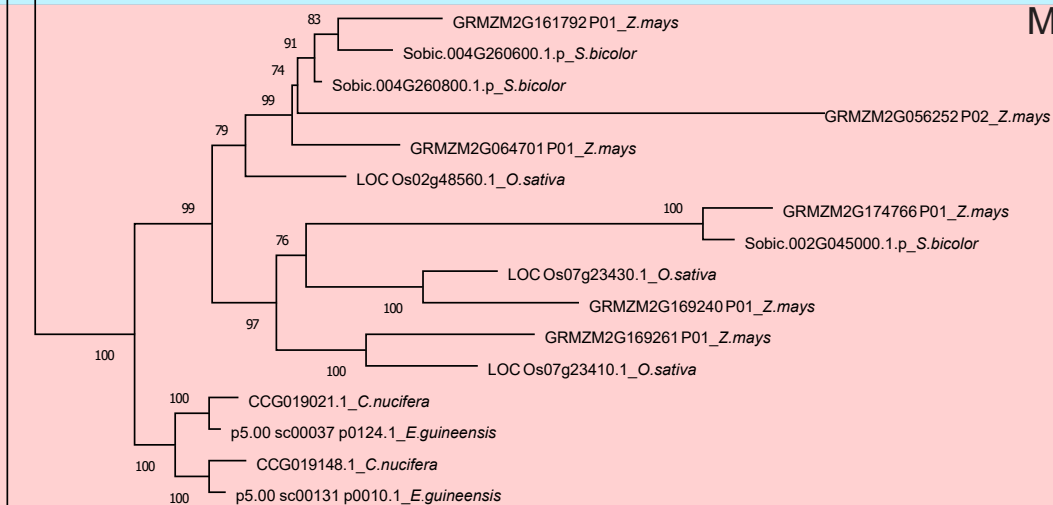 M
83
GRMZM2G161792 P01_Z.mays
91
Sobic.004G260600.1.p_S.bicolor
74
Sobic.004G260800.1.p_S.bicolor
99
GRMZM2G056252 P02_Z.mays
79
GRMZM2G064701 P01_Z.mays
LOC Os02g48560.1_O.sativa
99
100
GRMZM2G174766 P01_Z.mays
76
Sobic.002G045000.1.p_S.bicolor
LOC Os07g23430.1_O.sativa
100
GRMZM2G169240 P01_Z.mays
97
GRMZM2G169261 P01_Z.mays
100
100
LOC Os07g23410.1_O.sativa
100
CCG019021.1_C.nucifera
p5.00 sc00037 p0124.1_E.guineensis
100
CCG019148.1_C.nucifera
100
p5.00 sc00131 p0010.1_E.guineensis